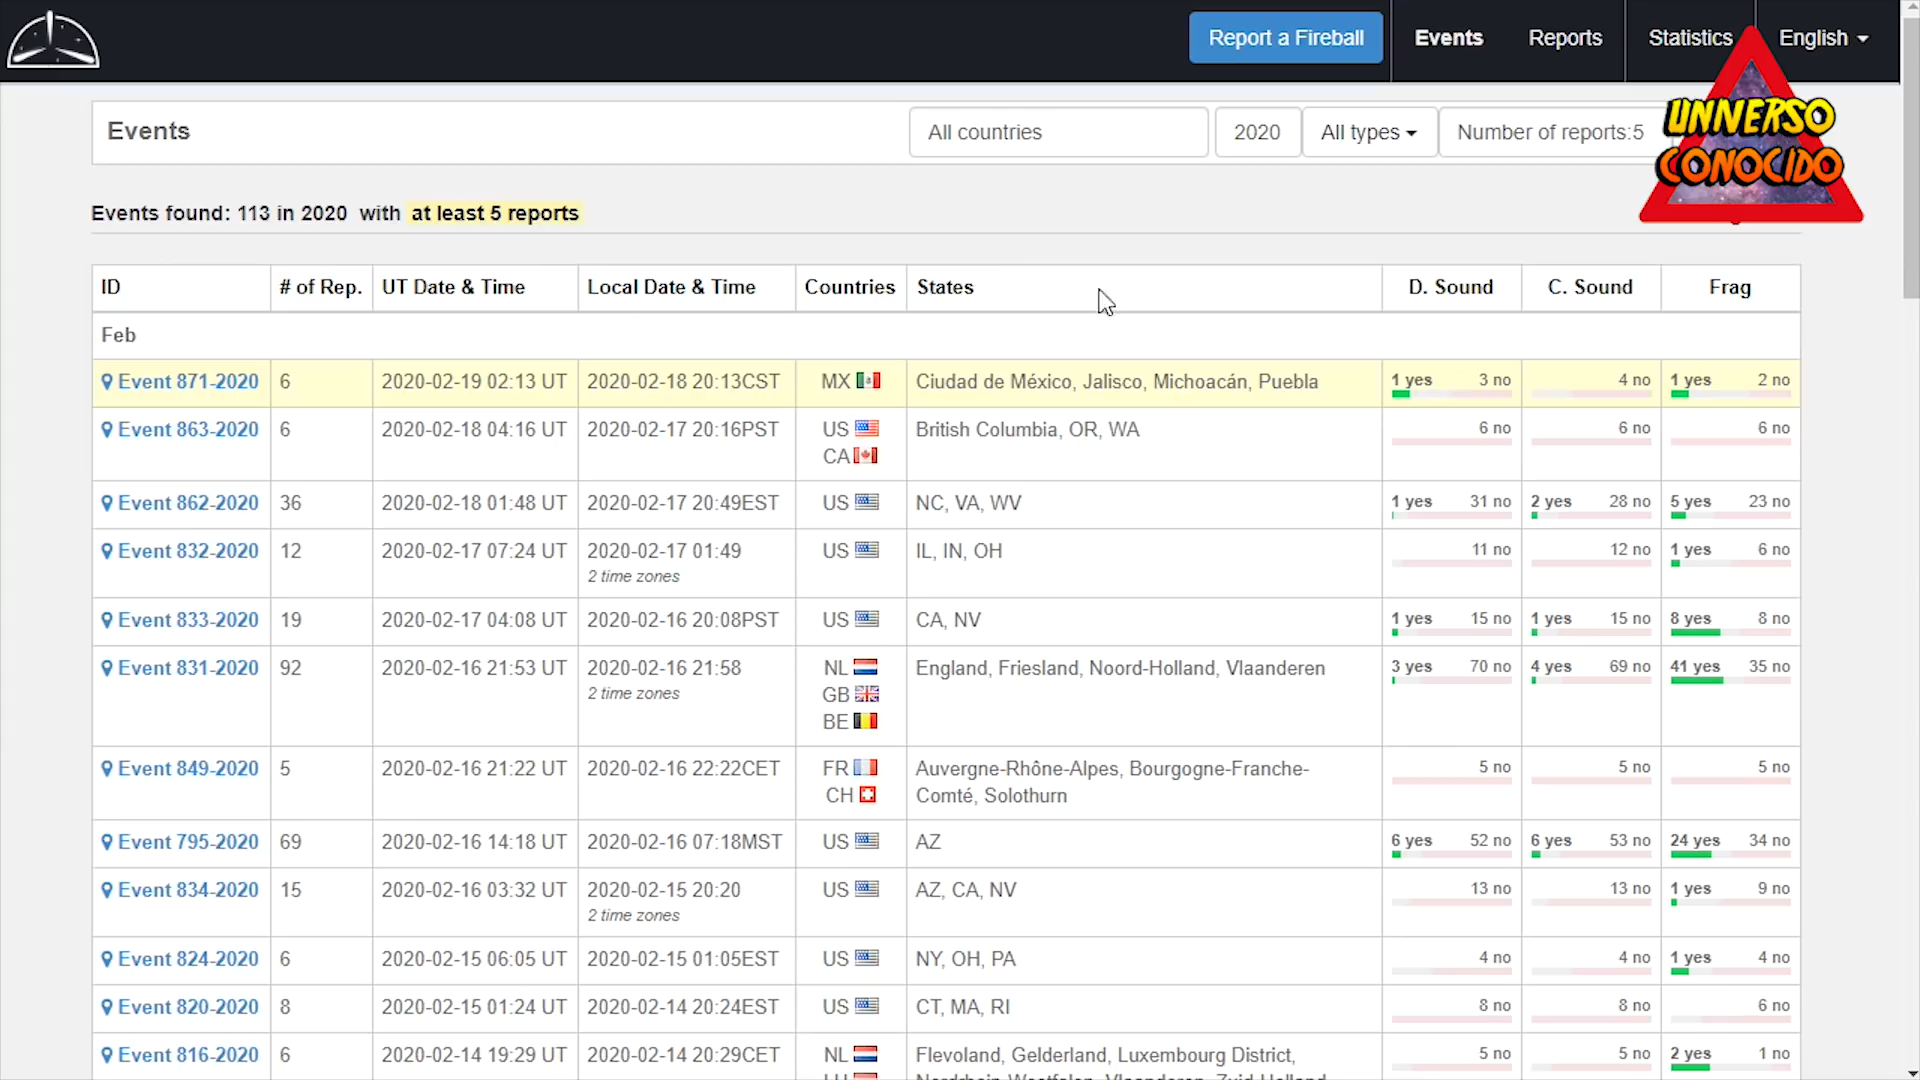 Report a Fireball Events Reports Statistics English
UNNERSO
CONOCIDO
Events All countries 2020 All types Number of reports:5
Events found: 113 in 2020 with at least 5 reports
ID # of Rep. UT Date & Time Local Date & Time Countries States D. Sound C. Sound Frag
Feb
Event 871-2020 6 2020-02-19 02:13 UT 2020-02-18 20:13CST MX Ciudad de México, Jalisco, Michoacán, Puebla 1 yes 3 no 4 no 1 yes 2 no
Event 863-2020 6 2020-02-18 04:16 UT 2020-02-17 20:16PST US British Columbia, OR, WA 6 no 6 no 6 no
CA
Event 862-2020 36 2020-02-18 01:48 UT 2020-02-17 20:49EST US NC, VA, WV 1 yes 31 no 2 yes 28 no 5 yes 23 no
Event 832-2020 12 2020-02-17 07:24 UT 2020-02-17 01:49 US IL, IN, OH 11 no 12 no 1 yes 6 no
2 time zones
Event 833-2020 19 2020-02-17 04:08 UT 2020-02-16 20:08PST US CA, NV 1 yes 15 no 1 yes 15 no 8 yes 8 no
Event 831-2020 92 2020-02-16 21:53 UT 2020-02-16 21:58 NL England, Friesland, Noord-Holland, Vlaanderen 3 yes 70 no 4 yes 69 no 41 yes 35 no
2 time zones GB
BE
Event 849-2020 5 2020-02-16 21:22 UT 2020-02-16 22:22CET FR Auvergne-Rhône-Alpes, Bourgogne-Franche- 5 no 5 no 5 no
CH Comté, Solothurn
Event 795-2020 69 2020-02-16 14:18 UT 2020-02-16 07:18MST US AZ 6 yes 52 no 6 yes 53 no 24 yes 34 no
Event 834-2020 15 2020-02-16 03:32 UT 2020-02-15 20:20 US AZ, CA, NV 13 no 13 no 1 yes 9 no
2 time zones
Event 824-2020 6 2020-02-15 06:05 UT 2020-02-15 01:05EST US NY, OH, PA 4 no 4 no 1 yes 4 no
Event 820-2020 8 2020-02-15 01:24 UT 2020-02-14 20:24EST US CT, MA, RI 8 no 8 no 6 no
Event 816-2020 6 2020-02-14 19:29 UT 2020-02-14 20:29CET NL Flevoland, Gelderland, Luxembourg District, 5 no 5 no 2 yes 1 no